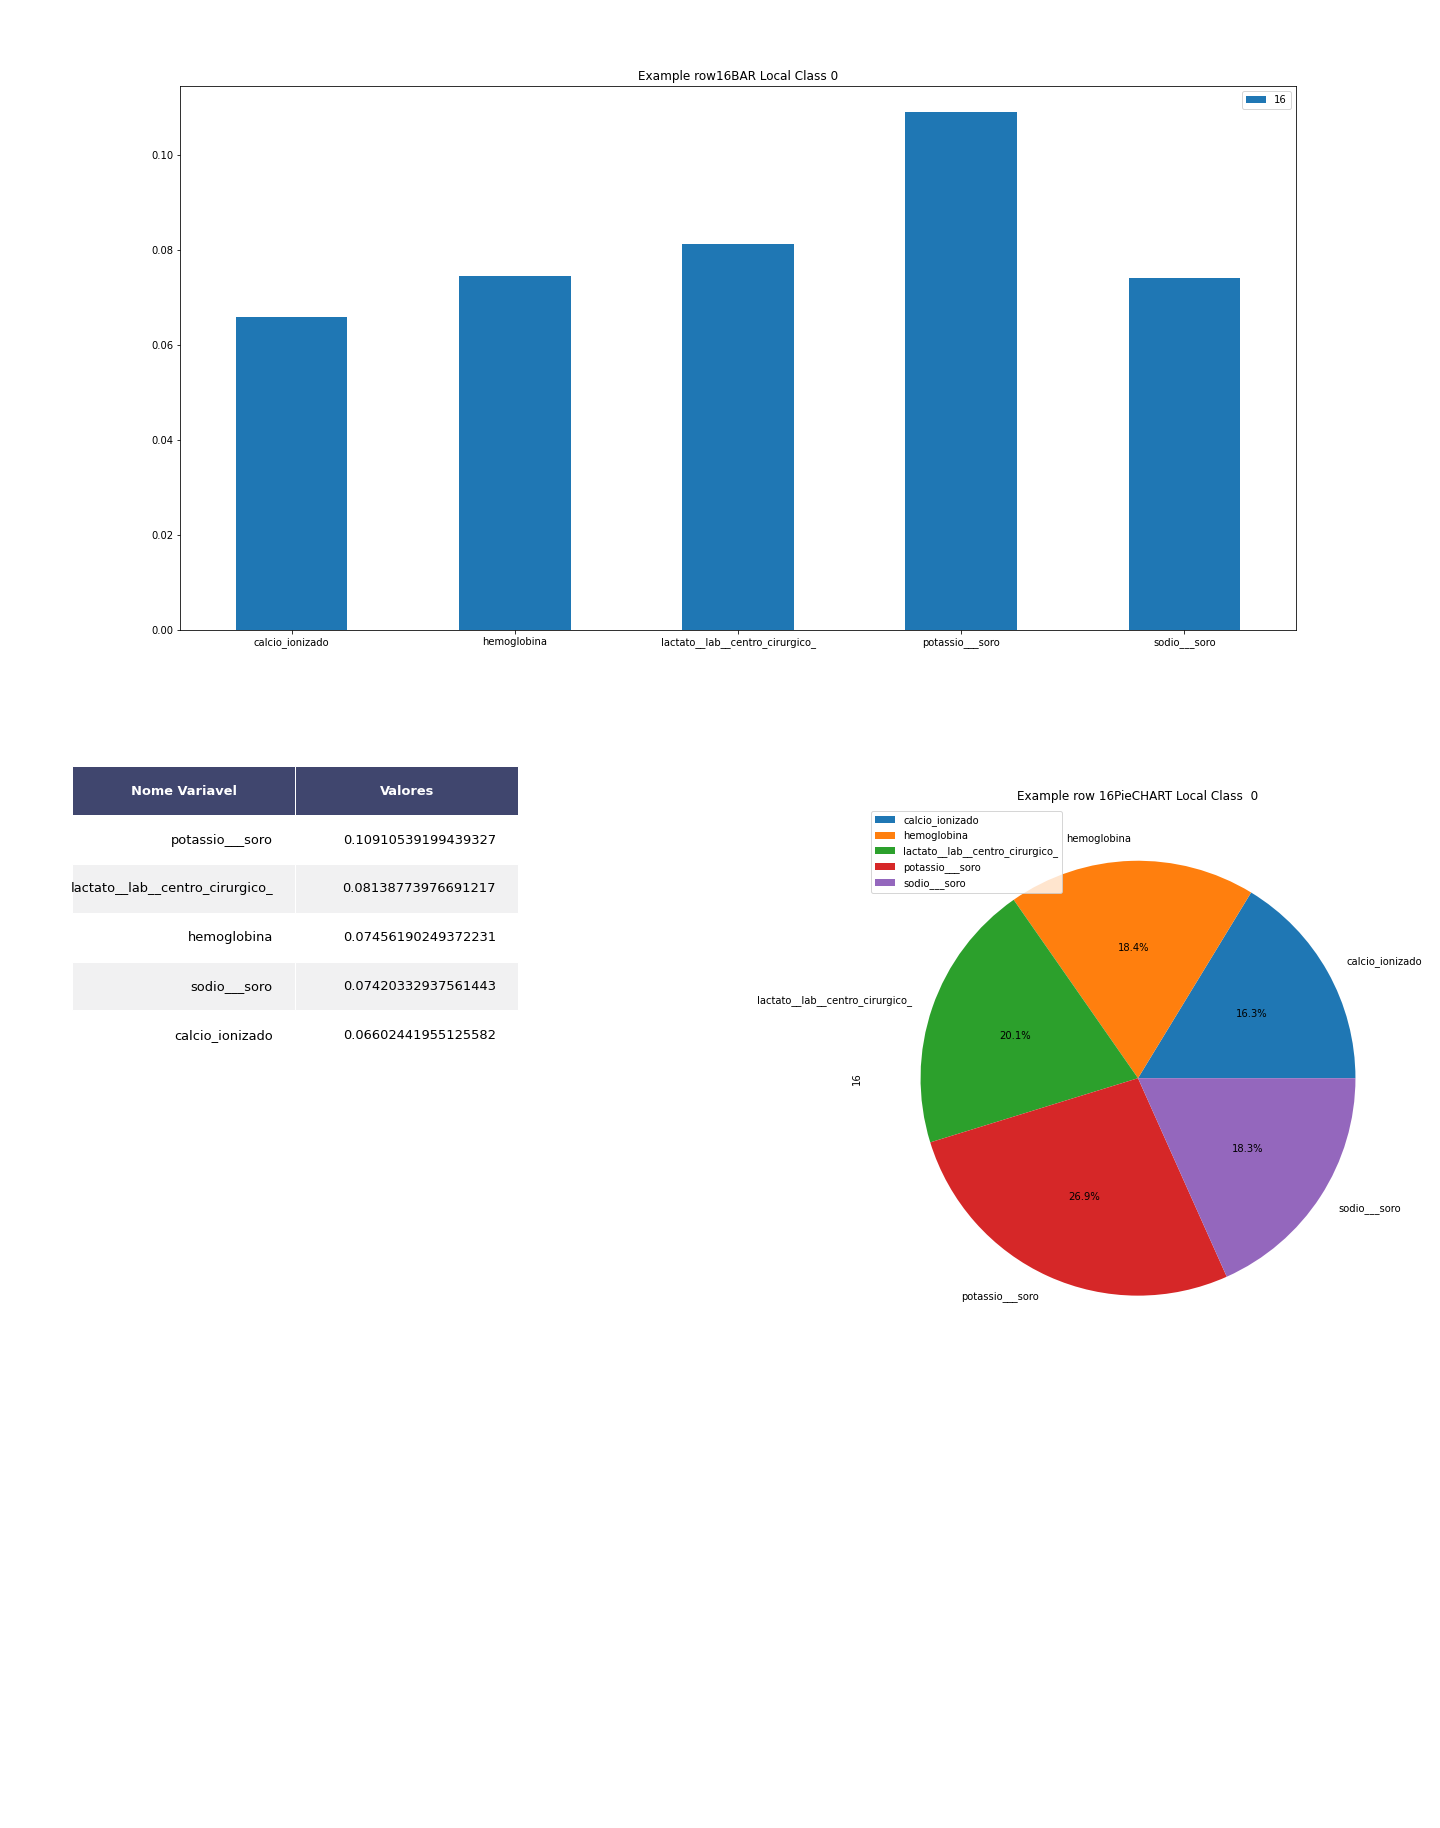 Example row16BAR Local Class 0
16
0.10
0.08
0.06
0.04
0.02
0.00
calcio_ionizado
hemoglobina
lactato__lab__centro_cirurgico_
potassio___soro
sodio___soro
Nome Variavel Valores
potassio___soro 0.10910539199439327
lactato__lab__centro_cirurgico_ 0.08138773976691217
hemoglobina 0.07456190249372231
sodio___soro 0.07420332937561443
calcio_ionizado 0.06602441955125582
Example row 16PieCHART Local Class  0
calcio_ionizado
hemoglobina
lactato__lab__centro_cirurgico_
potassio___soro
sodio___soro
hemoglobina
18.4%
calcio_ionizado
16.3%
lactato__lab__centro_cirurgico_
20.1%
16
18.3%
26.9%
sodio___soro
potassio___soro